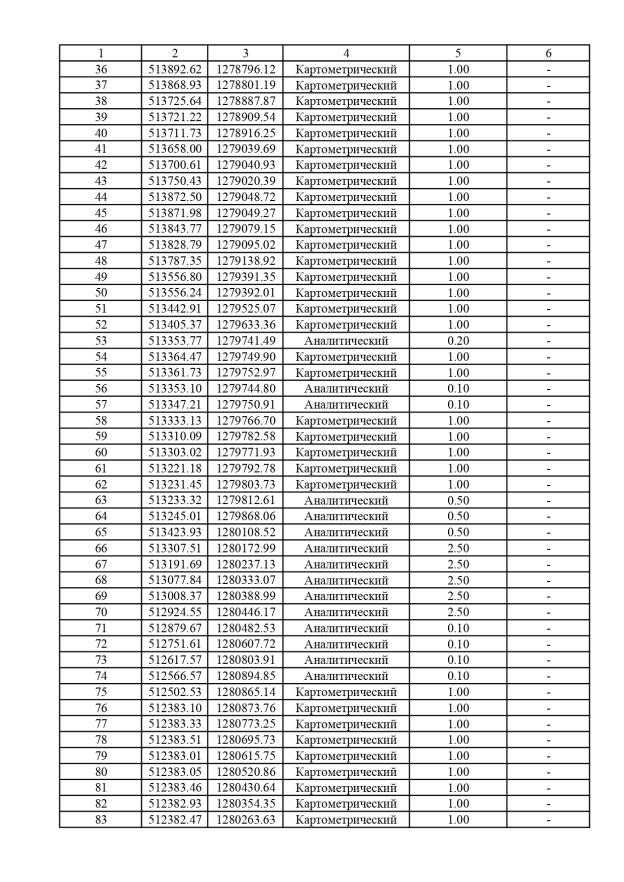 1 2 3 4 5 6
36 513892.62 1278796.12 Картометрический 1.00 -
37 513868.93 1278801.19 Картометрический 1.00 -
38 513725.64 1278887.87 Картометрический 1.00 -
39 513721.22 1278909.54 Картометрический 1.00 -
40 513711.73 1278916.25 Картометрический 1.00 -
41 513658.00 1279039.69 Картометрический 1.00 -
42 513700.61 1279040.93 Картометрический 1.00 -
43 513750.43 1279020.39 Картометрический 1.00 -
44 513872.50 1279048.72 Картометрический 1.00 -
45 513871.98 1279049.27 Картометрический 1.00 -
46 513843.77 1279079.15 Картометрический 1.00 -
47 513828.79 1279095.02 Картометрический 1.00 -
48 513787.35 1279138.92 Картометрический 1.00 -
49 513556.80 1279391.35 Картометрический 1.00 -
50 513556.24 1279392.01 Картометрический 1.00 -
51 513442.91 1279525.07 Картометрический 1.00 -
52 513405.37 1279633.36 Картометрический 1.00 -
53 513353.77 1279741.49 Аналитический 0.20 -
54 513364.47 1279749.90 Картометрический 1.00 -
55 513361.73 1279752.97 Картометрический 1.00 -
56 513353.10 1279744.80 Аналитический 0.10 -
57 513347.21 1279750.91 Аналитический 0.10 -
58 513333.13 1279766.70 Картометрический 1.00 -
59 513310.09 1279782.58 Картометрический 1.00 -
60 513303.02 1279771.93 Картометрический 1.00 -
61 513221.18 1279792.78 Картометрический 1.00 -
62 513231.45 1279803.73 Картометрический 1.00 -
63 513233.32 1279812.61 Аналитический 0.50 -
64 513245.01 1279868.06 Аналитический 0.50 -
65 513423.93 1280108.52 Аналитический 0.50 -
66 513307.51 1280172.99 Аналитический 2.50 -
67 513191.69 1280237.13 Аналитический 2.50 -
68 513077.84 1280333.07 Аналитический 2.50 -
69 513008.37 1280388.99 Аналитический 2.50 -
70 512924.55 1280446.17 Аналитический 2.50 -
71 512879.67 1280482.53 Аналитический 0.10 -
72 512751.61 1280607.72 Аналитический 0.10 -
73 512617.57 1280803.91 Аналитический 0.10 -
74 512566.57 1280894.85 Аналитический 0.10 -
75 512502.53 1280865.14 Картометрический 1.00 -
76 512383.10 1280873.76 Картометрический 1.00 -
77 512383.33 1280773.25 Картометрический 1.00 -
78 512383.51 1280695.73 Картометрический 1.00 -
79 512383.01 1280615.75 Картометрический 1.00 -
80 512383.05 1280520.86 Картометрический 1.00 -
81 512383.46 1280430.64 Картометрический 1.00 -
82 512382.93 1280354.35 Картометрический 1.00 -
83 512382.47 1280263.63 Картометрический 1.00 -